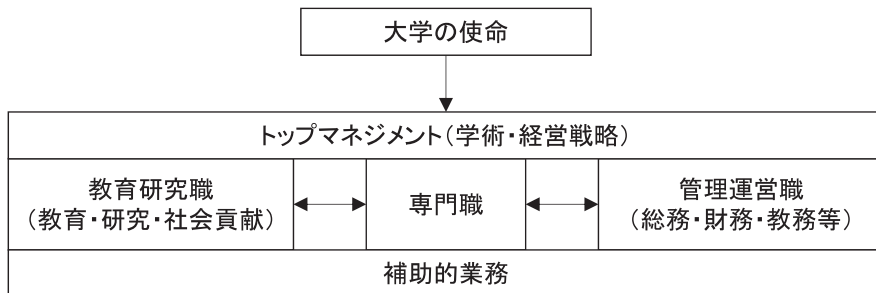 大学の使命
トップマネジメント(学術・経営戦略)
教育研究職
(教育・研究・社会貢献)
専門職
管理運営職
(総務・財務・教務等)
補助的業務